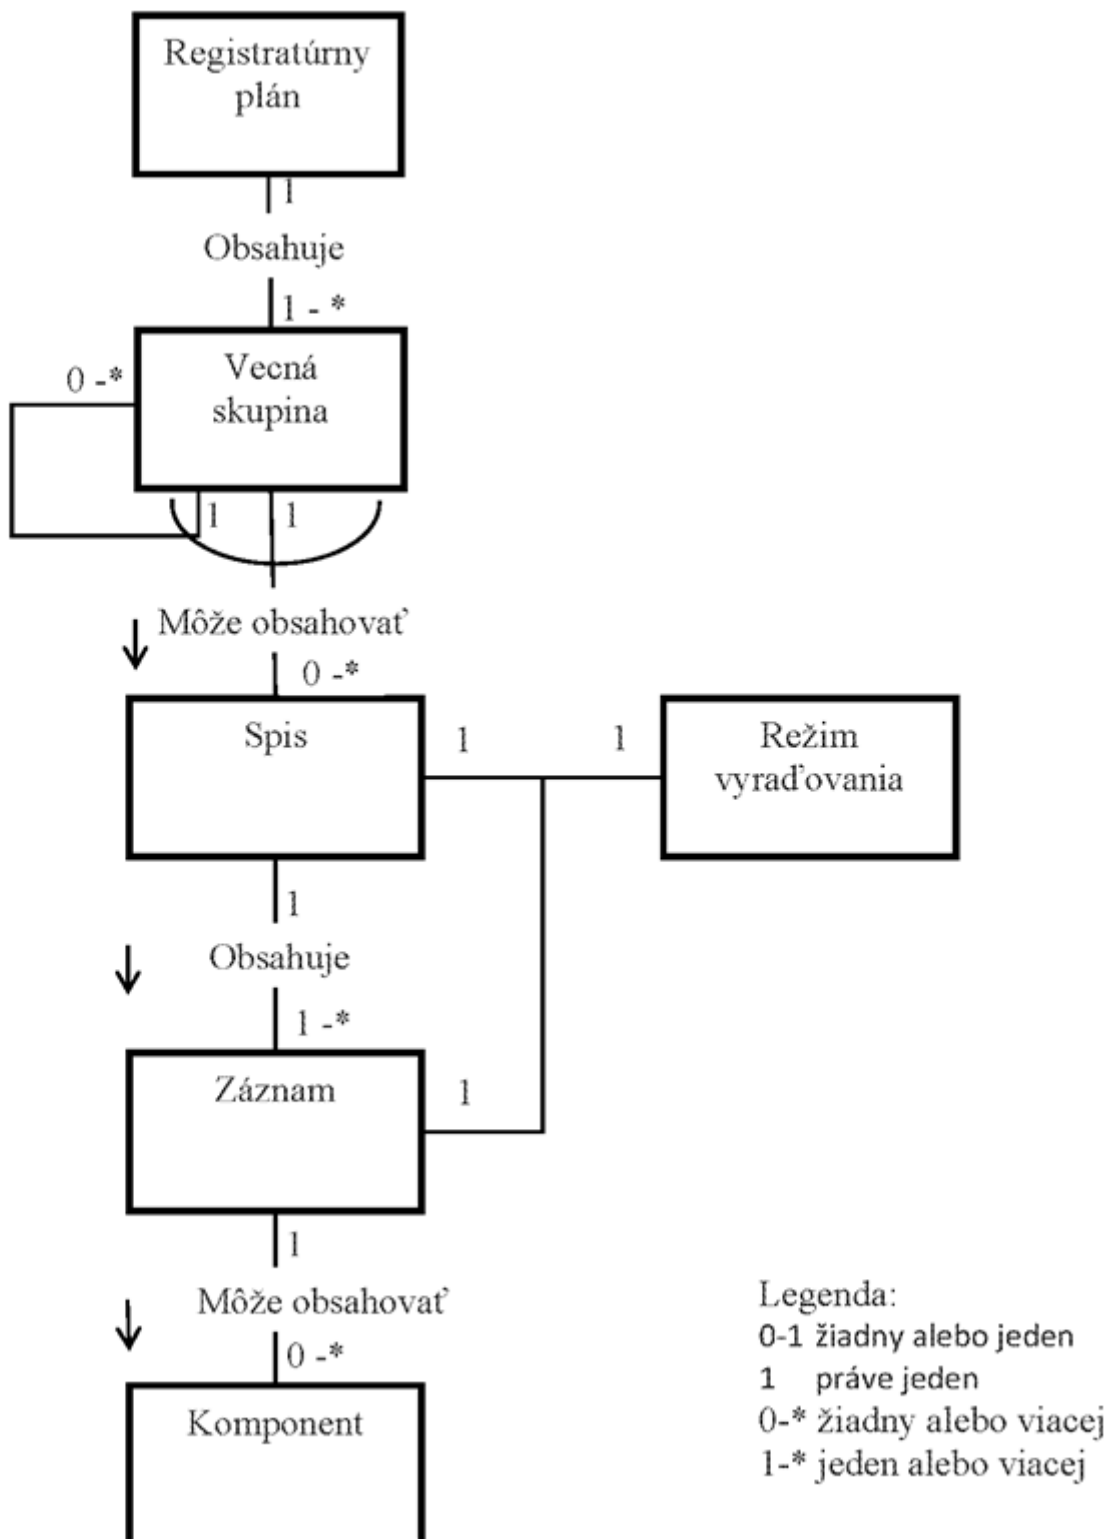 Registratúrny
plán
1
Obsahuje
1 - *
Vecná
skupina
0 -*
1
1
Môže obsahovať
0 -*
Spis
1
1
Režim
vyraďovania
1
Obsahuje
1 -*
Záznam
1
1
Môže obsahovať
0 -*
Komponent
Legenda:
0-1 žiadny alebo jeden
1 práve jeden
0-* žiadny alebo viacej
1-* jeden alebo viacej